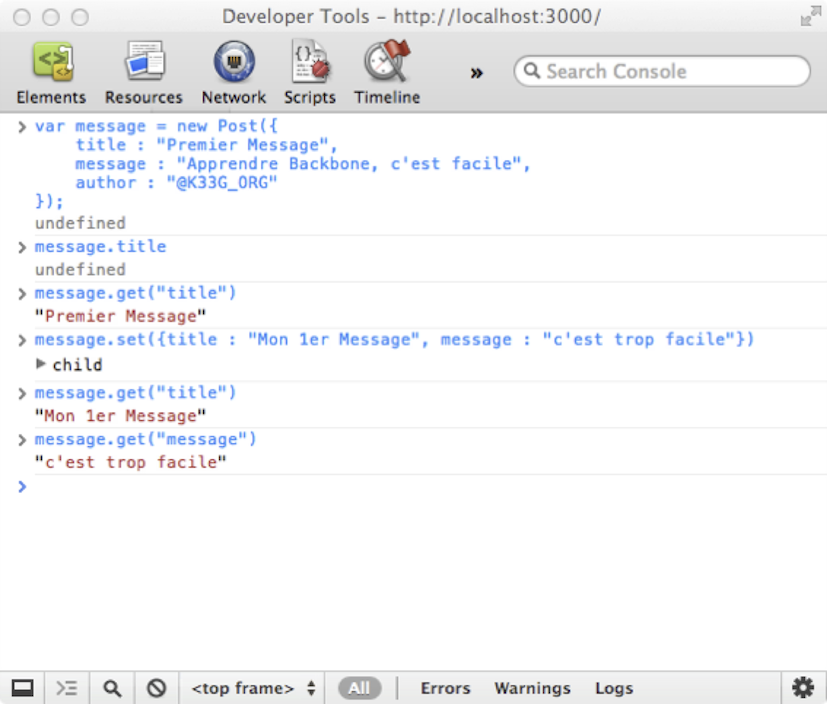 Developer Tools – http://localhost:3000/
Elements Resources Network Scripts Timeline » Search Console
> var message = new Post({
title : "Premier Message",
message : "Apprendre Backbone, c'est facile",
author : "@K33G_ORG"
});
undefined
> message.title
undefined
> message.get("title")
"Premier Message"
> message.set({title : "Mon 1er Message", message : "c'est trop facile"})
child
> message.get("title")
"Mon 1er Message"
> message.get("message")
"c'est trop facile"
>
<top frame> All Errors Warnings Logs